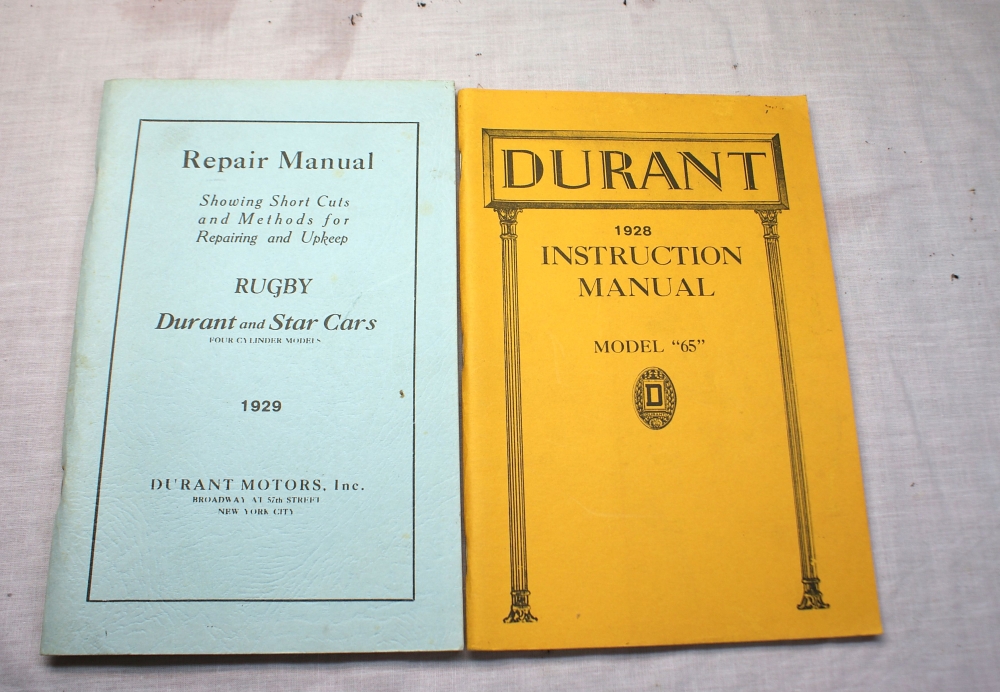 Repair Manual
Showing Short Cuts
and Methods for
Repairing and Upkeep
RUGBY
Durant and Star Cars
FOUR CYLINDER MODELS
1929
DURANT MOTORS, Inc.
BROADWAY AT 57th STREET
NEW YORK CITY
DURANT
1928
INSTRUCTION
MANUAL
MODEL “65”
D
DURANT